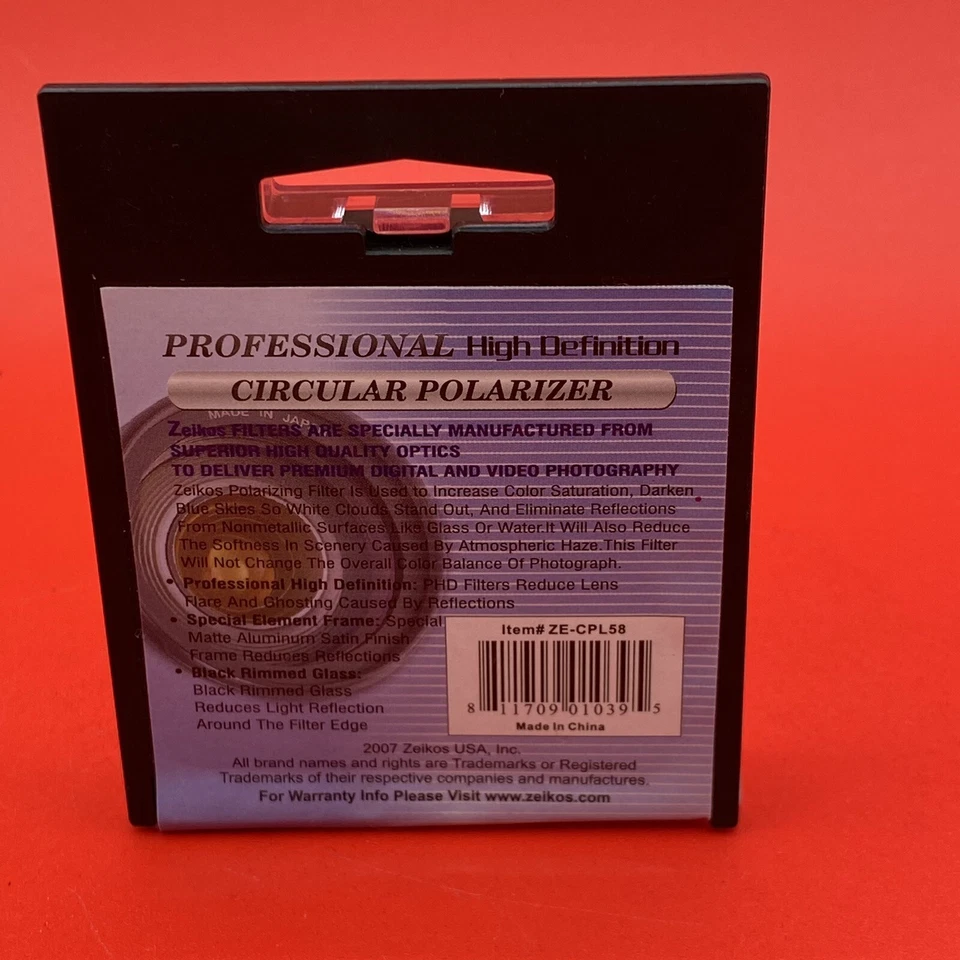 PROFESSIONAL High Definition
CIRCULAR POLARIZER
MADE IN JAPA
Zeikos FILTERS ARE SPECIALLY MANUFACTURED FROM
SUPERIOR HIGH QUALITY OPTICS
TO DELIVER PREMIUM DIGITAL AND VIDEO PHOTOGRAPHY
Zeikos Polarizing Filter Is Used to Increase Color Saturation, Darken
Blue Skies So White Clouds Stand Out, And Eliminate Reflections
From Nonmetallic Surfaces Like Glass Or Water.It Will Also Reduce
The Softness In Scenery Caused By Atmospheric Haze.This Filter
Will Not Change The Overall Color Balance Of Photograph.
• Professional High Definition: PHD Filters Reduce Lens
Flare And Ghosting Caused By Reflections
• Special Element Frame: Special
Matte Aluminum Satin Finish
Frame Reduces Reflections
• Black Rimmed Glass:
Black Rimmed Glass
Reduces Light Reflection
Around The Filter Edge
Item# ZE-CPL58
8 11709 01039 5
Made In China
2007 Zeikos USA, Inc.
All brand names and rights are Trademarks or Registered
Trademarks of their respective companies and manufactures.
For Warranty Info Please Visit www.zeikos.com